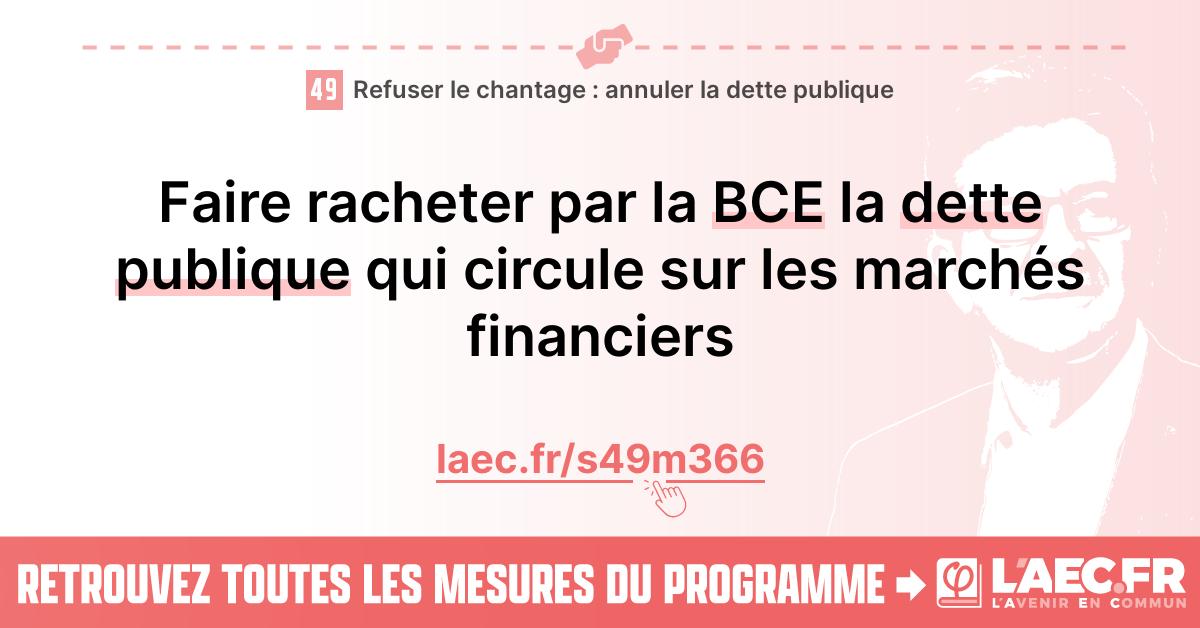 49 Refuser le chantage : annuler la dette publique
Faire racheter par la BCE la dette
publique qui circule sur les marchés
financiers
laec.fr/s49m366
RETROUVEZ TOUTES LES MESURES DU PROGRAMME
φ L'AEC.FR
L'AVENIR EN COMMUN